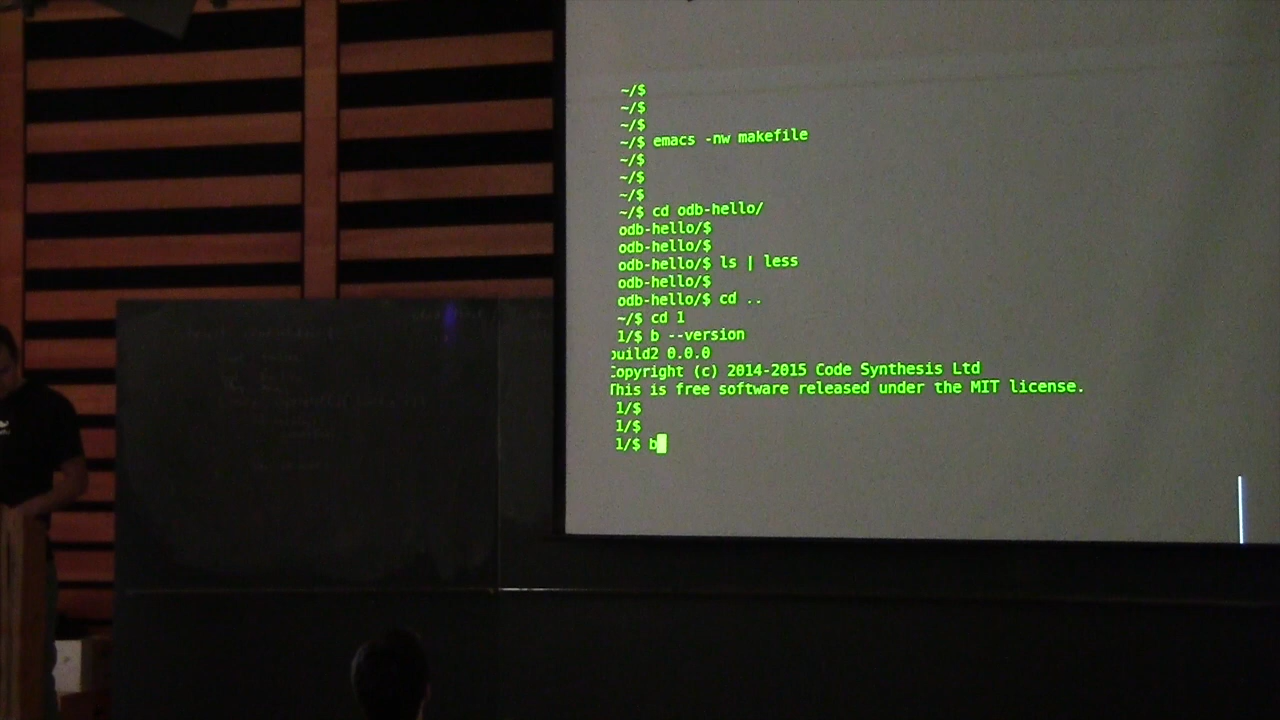 ~/$
~/$
~/$
~/$ emacs -nw makefile
~/$
~/$
~/$
~/$ cd odb-hello/
odb-hello/$
odb-hello/$
odb-hello/$ ls | less
odb-hello/$
odb-hello/$ cd ..
~/$ cd 1
1/$ b --version
build2 0.0.0
Copyright (c) 2014-2015 Code Synthesis Ltd
This is free software released under the MIT license.
1/$
1/$
1/$ b